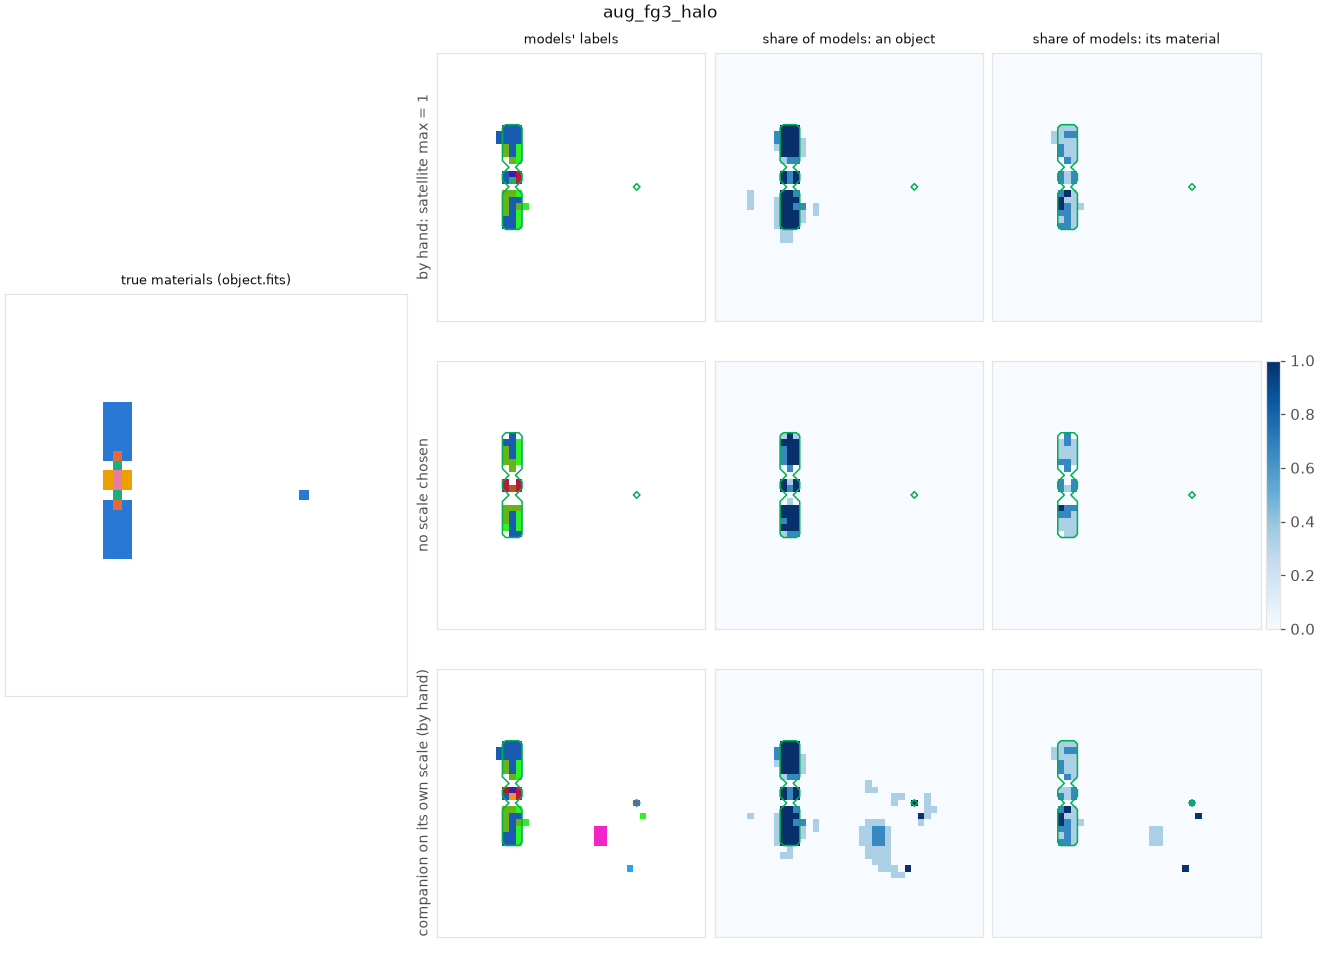 aug_fg3_halo
models' labels
share of models: an object
share of models: its material
by hand: satellite max = 1
true materials (object.fits)
no scale chosen
1.0
0.8
0.6
0.4
0.2
0.0
companion on its own scale (by hand)